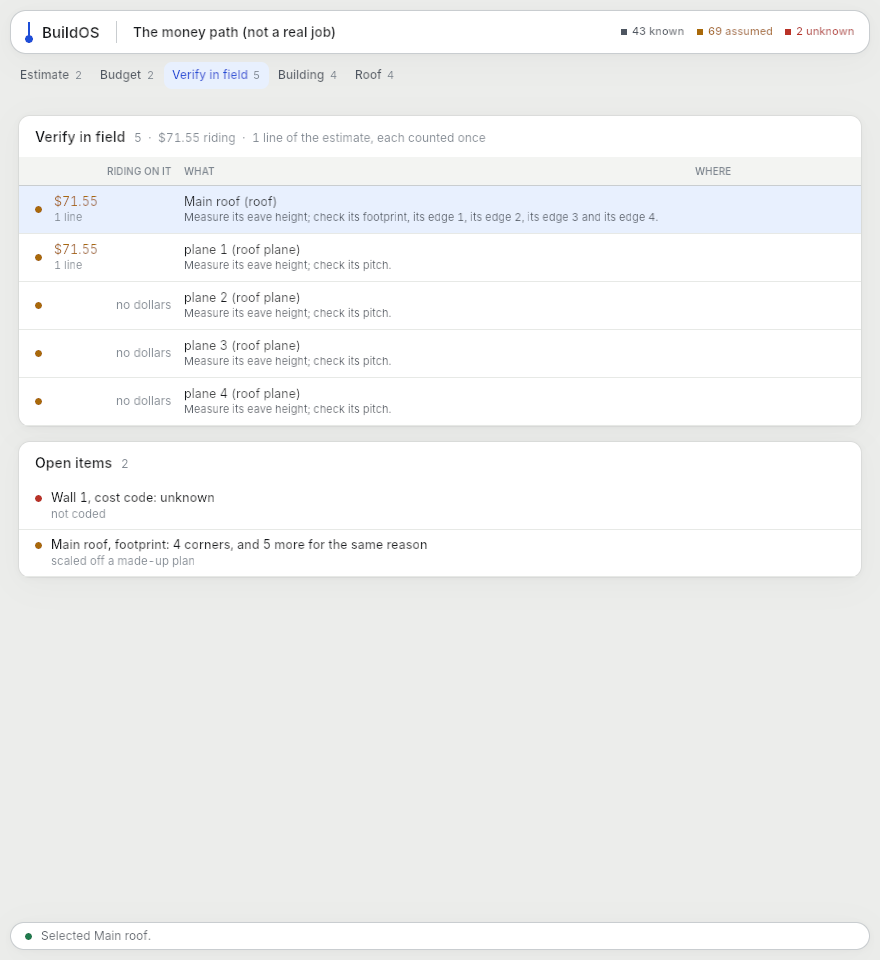 BuildOS
The money path (not a real job)
43 known
69 assumed
2 unknown
Estimate 2
Budget 2
Verify in field 5
Building 4
Roof 4
Verify in field 5 · $71.55 riding · 1 line of the estimate, each counted once
RIDING ON IT
WHAT
WHERE
$71.55
1 line
Main roof (roof)
Measure its eave height; check its footprint, its edge 1, its edge 2, its edge 3 and its edge 4.
$71.55
1 line
plane 1 (roof plane)
Measure its eave height; check its pitch.
no dollars
plane 2 (roof plane)
Measure its eave height; check its pitch.
no dollars
plane 3 (roof plane)
Measure its eave height; check its pitch.
no dollars
plane 4 (roof plane)
Measure its eave height; check its pitch.
Open items 2
Wall 1, cost code: unknown
not coded
Main roof, footprint: 4 corners, and 5 more for the same reason
scaled off a made-up plan
Selected Main roof.